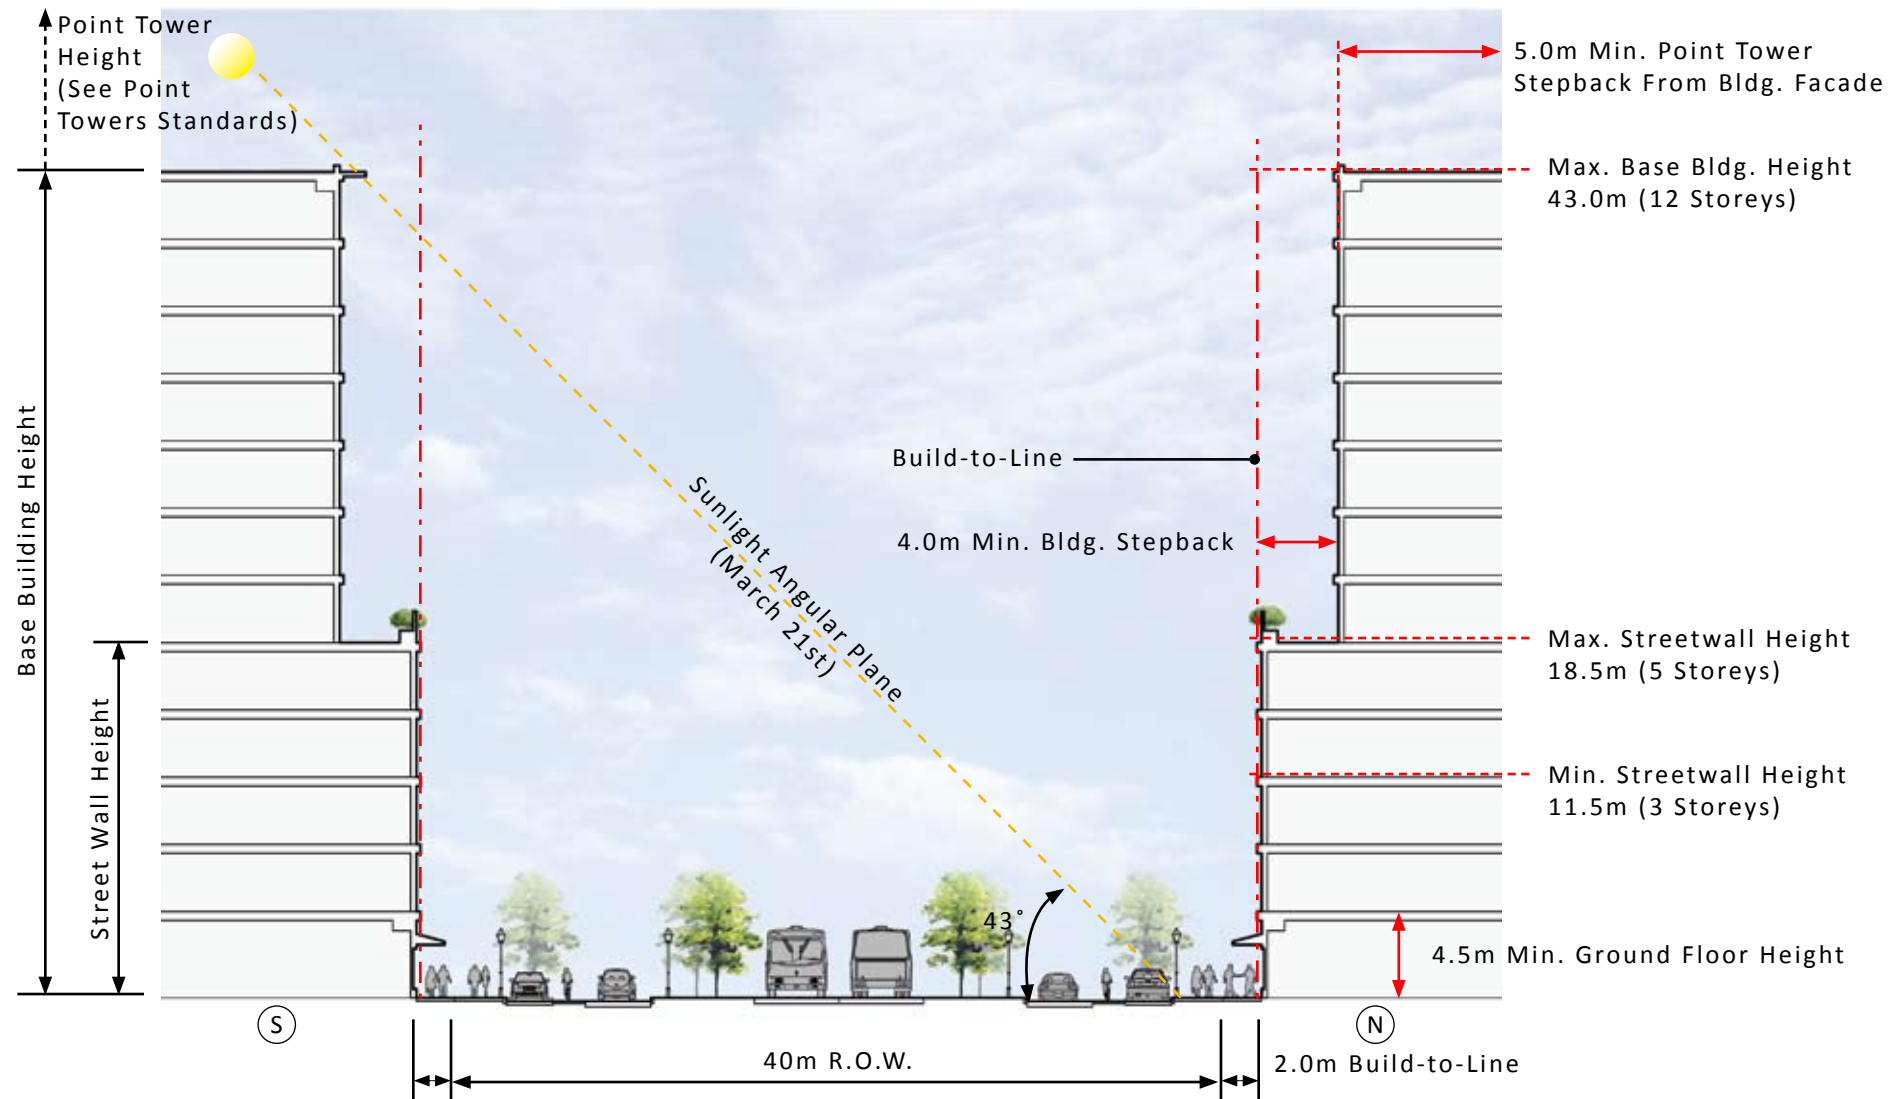 Point Tower
Height
(See Point
Towers Standards)
5.0m Min. Point Tower
Stepback From Bldg. Facade
Max. Base Bldg. Height
43.0m (12 Storeys)
Base Building Height
Build-to-Line
Sunlight Angular Plane
(March 21st)
4.0m Min. Bldg. Stepback
Max. Streetwall Height
18.5m (5 Storeys)
Street Wall Height
Min. Streetwall Height
11.5m (3 Storeys)
43°
4.5m Min. Ground Floor Height
S
N
40m R.O.W.
2.0m Build-to-Line